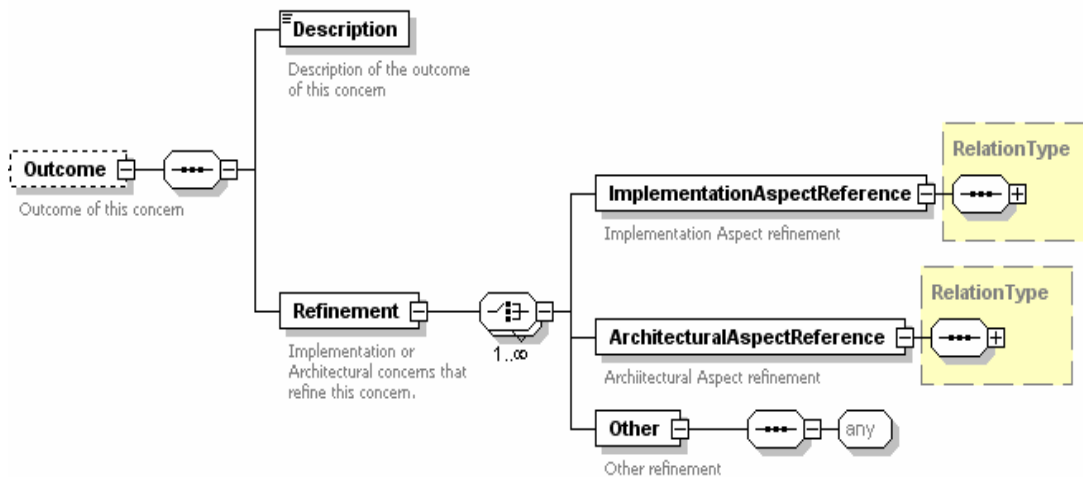 Description
Description of the outcome
of this concern
RelationType
Outcome
Outcome of this concern
ImplementationAspectReference
Implementation Aspect refinement
RelationType
Refinement
Implementation or
Architectural concerns that
refine this concern.
1..∞
ArchitecturalAspectReference
Archiitectural Aspect refinement
Other
any
Other refinement